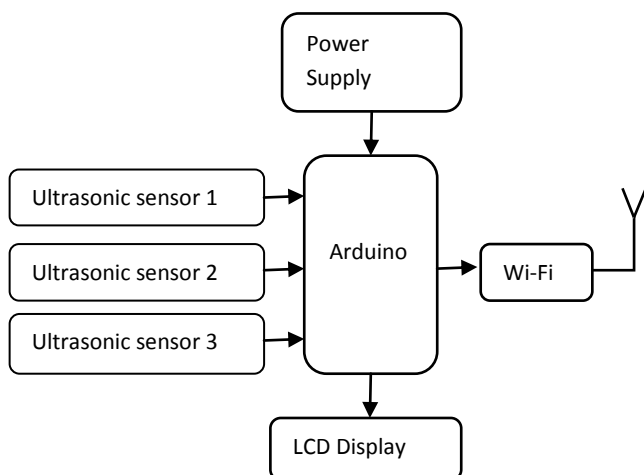 Power
Supply
Ultrasonic sensor 1
Ultrasonic sensor 2
Ultrasonic sensor 3
Arduino
Wi-Fi
LCD Display